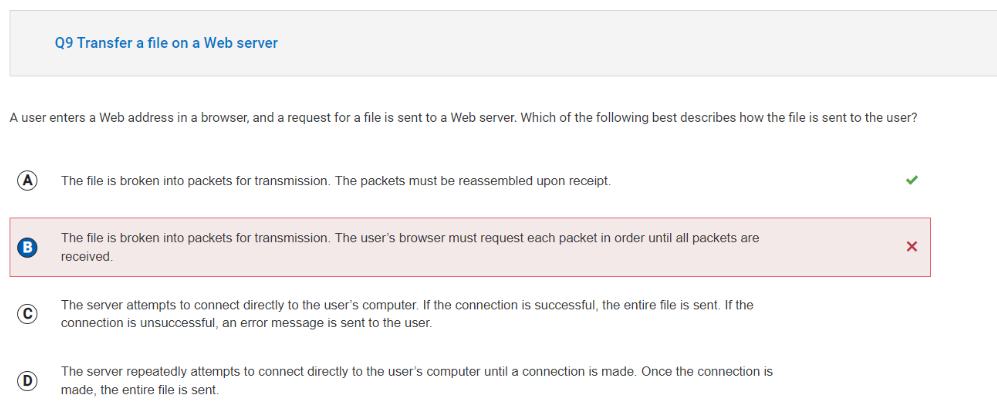 Q9 Transfer a file on a Web server
A user enters a Web address in a browser, and a request for a file is sent to a Web server. Which of the following best describes how the file is sent to the user?
A
The file is broken into packets for transmission. The packets must be reassembled upon receipt.
B
The file is broken into packets for transmission. The user's browser must request each packet in order until all packets are
received.
C
The server attempts to connect directly to the user's computer. If the connection is successful, the entire file is sent. If the
connection is unsuccessful, an error message is sent to the user.
D
The server repeatedly attempts to connect directly to the user's computer until a connection is made. Once the connection is
made, the entire file is sent.